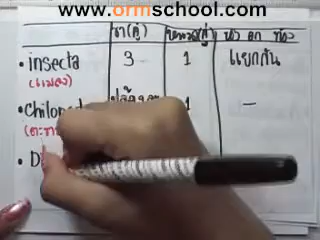 www.ormschool.com
ขา(คู่) หนวด(คู่) หัว อก ท้อง
• insecta 3 1 แยกกัน
(แมลง)
• Chilopod 1 -
• D